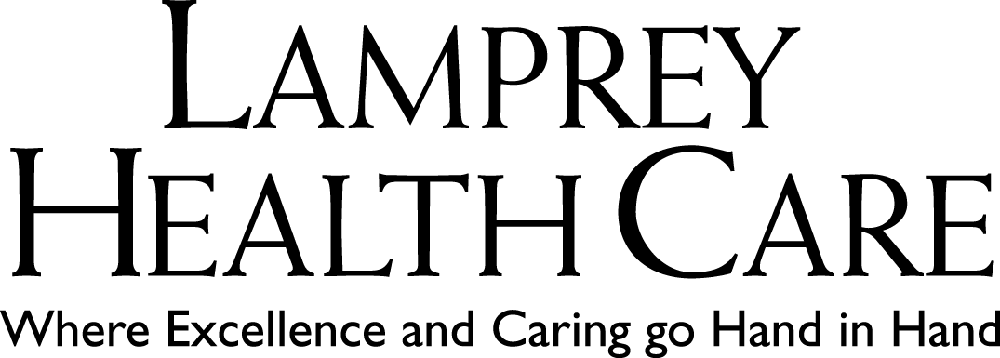 LAMPREY
HEALTH CARE
Where Excellence and Caring go Hand in Hand